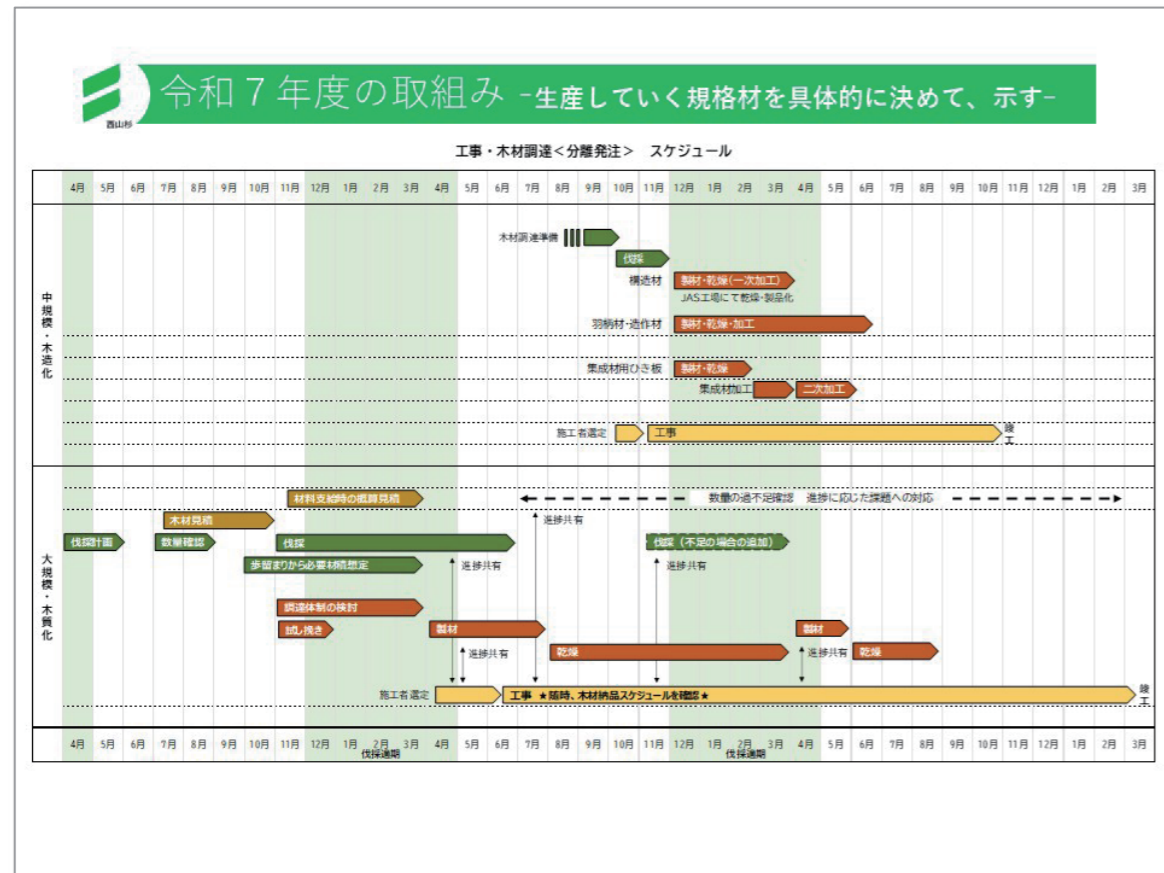 令和７年度の取組み -生産していく規格材を具体的に決めて、示す-
西山杉
工事・木材調達＜分離発注＞　スケジュール
4月 5月 6月 7月 8月 9月 10月 11月 12月 1月 2月 3月 4月 5月 6月 7月 8月 9月 10月 11月 12月 1月 2月 3月 4月 5月 6月 7月 8月 9月 10月 11月 12月 1月 2月 3月
中規模・木造化
木材調達準備
伐採
構造材 製材・乾燥(一次加工)
JAS工場にて乾燥・製品化
羽柄材・造作材 製材・乾燥・加工
集成材用ひき板 製材・乾燥
集成材加工 二次加工
施工者選定 工事 竣工
大規模・木質化
材料支給時の概算見積 数量の過不足確認　進捗に応じた課題への対応
木材見積 進捗共有
伐採計画 数量確認 伐採 伐採（不足の場合の追加）
歩留まりから必要材積想定 進捗共有 進捗共有
調達体制の検討
試し挽き 製材 製材
進捗共有 乾燥 進捗共有 乾燥
施工者選定 工事 ★随時、木材納品スケジュールを確認★ 竣工
4月 5月 6月 7月 8月 9月 10月 11月 12月 1月 2月 3月 4月 5月 6月 7月 8月 9月 10月 11月 12月 1月 2月 3月 4月 5月 6月 7月 8月 9月 10月 11月 12月 1月 2月 3月
伐採適期 伐採適期